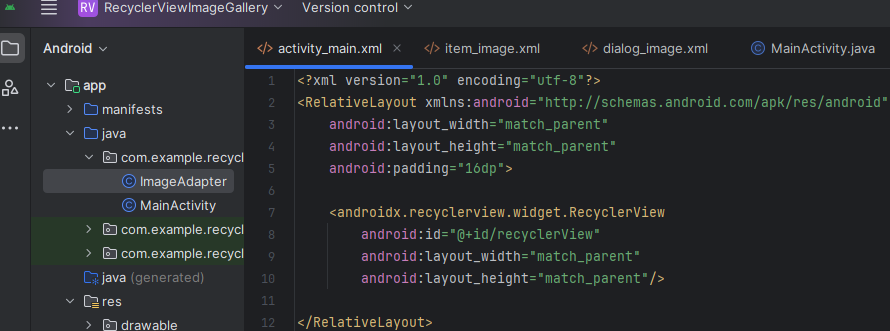 RV RecyclerViewImageGallery Version control
Android
activity_main.xml item_image.xml dialog_image.xml MainActivity.java
app
manifests
java
com.example.recycl
ImageAdapter
MainActivity
com.example.recycl
com.example.recycl
java (generated)
res
drawable
1 <?xml version="1.0" encoding="utf-8"?>
2 <RelativeLayout xmlns:android="http://schemas.android.com/apk/res/android"
3 android:layout_width="match_parent"
4 android:layout_height="match_parent"
5 android:padding="16dp">
6
7 <androidx.recyclerview.widget.RecyclerView
8 android:id="@+id/recyclerView"
9 android:layout_width="match_parent"
10 android:layout_height="match_parent"/>
11
12 </RelativeLayout>